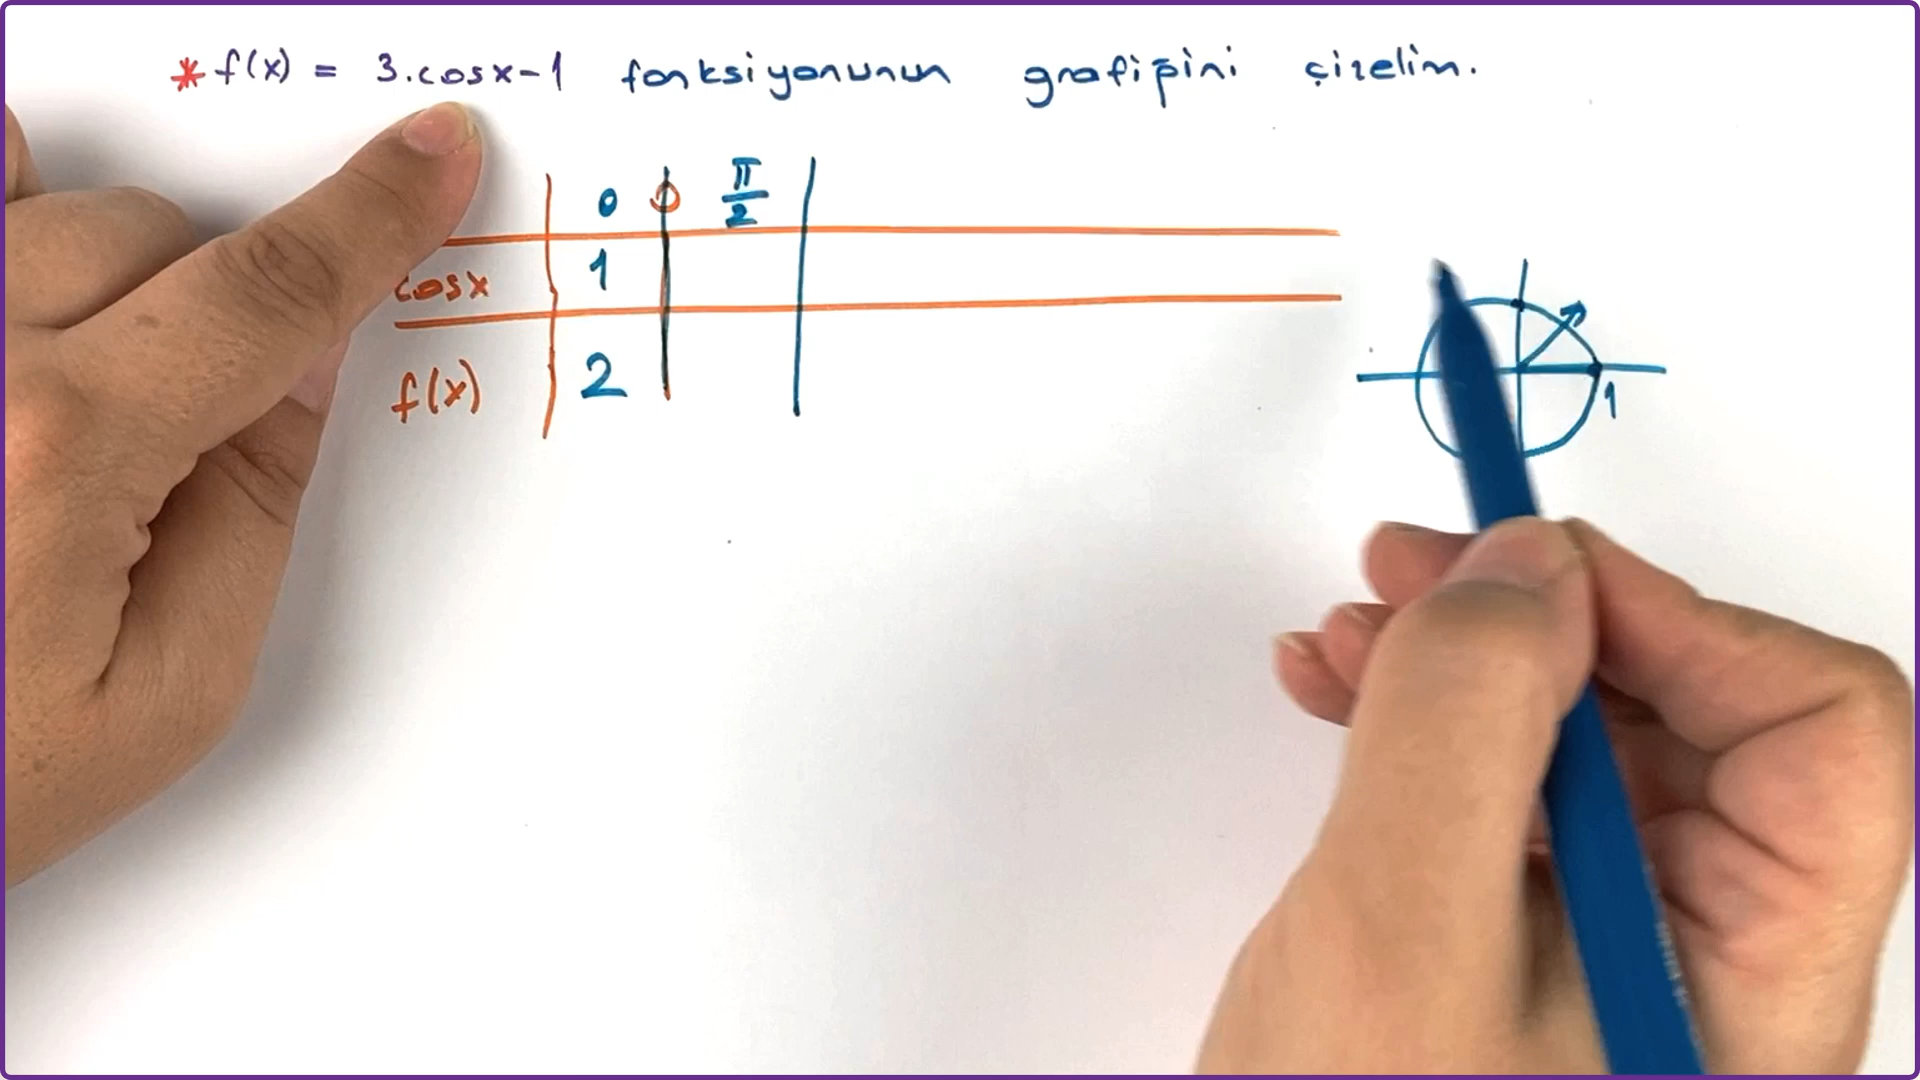 * f(x) = 3.cosx-1 fonksiyonunun grafiğini çizelim.
0 π/2
cosx 1
f(x) 2
1